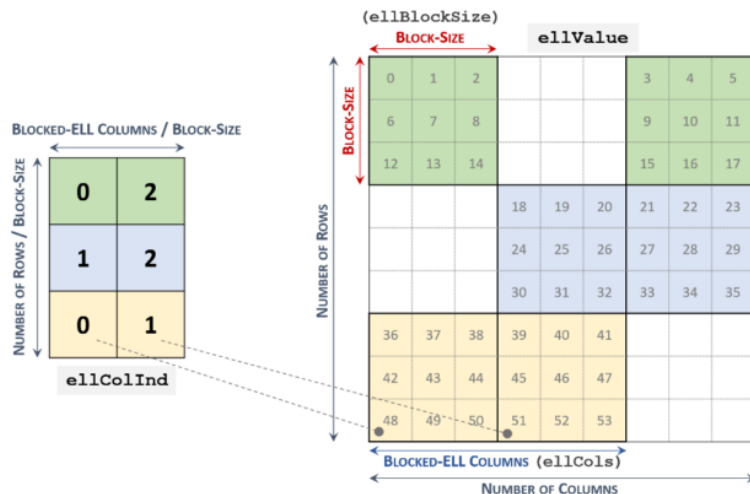 (ellBlockSize)
BLOCK-SIZE
ellValue
BLOCK-SIZE
0 1 2 3 4 5
6 7 8 9 10 11
12 13 14 15 16 17
18 19 20 21 22 23
24 25 26 27 28 29
30 31 32 33 34 35
36 37 38 39 40 41
42 43 44 45 46 47
48 49 50 51 52 53
NUMBER OF ROWS
BLOCKED-ELL COLUMNS (ellCols)
NUMBER OF COLUMNS
BLOCKED-ELL COLUMNS / BLOCK-SIZE
NUMBER OF ROWS / BLOCK-SIZE
0 2
1 2
0 1
ellColInd